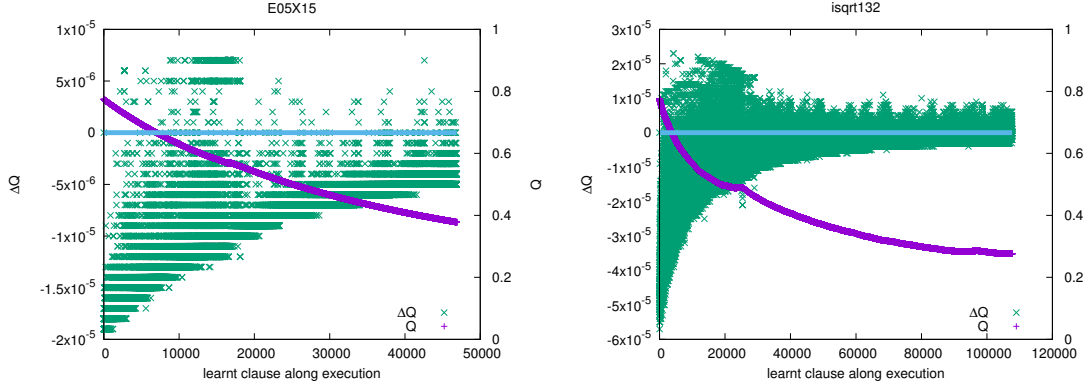 E05X15
1x10⁻⁵
5x10⁻⁶
0
-5x10⁻⁶
-1x10⁻⁵
-1.5x10⁻⁵
-2x10⁻⁵
ΔQ
0 10000 20000 30000 40000 50000
learnt clause along execution
1
0.8
0.6
0.4
0.2
0
Q
ΔQ
Q
isqrt132
3x10⁻⁵
2x10⁻⁵
1x10⁻⁵
0
-1x10⁻⁵
-2x10⁻⁵
-3x10⁻⁵
-4x10⁻⁵
-5x10⁻⁵
-6x10⁻⁵
ΔQ
0 20000 40000 60000 80000 100000 120000
learnt clause along execution
1
0.8
0.6
0.4
0.2
0
ΔQ
Q